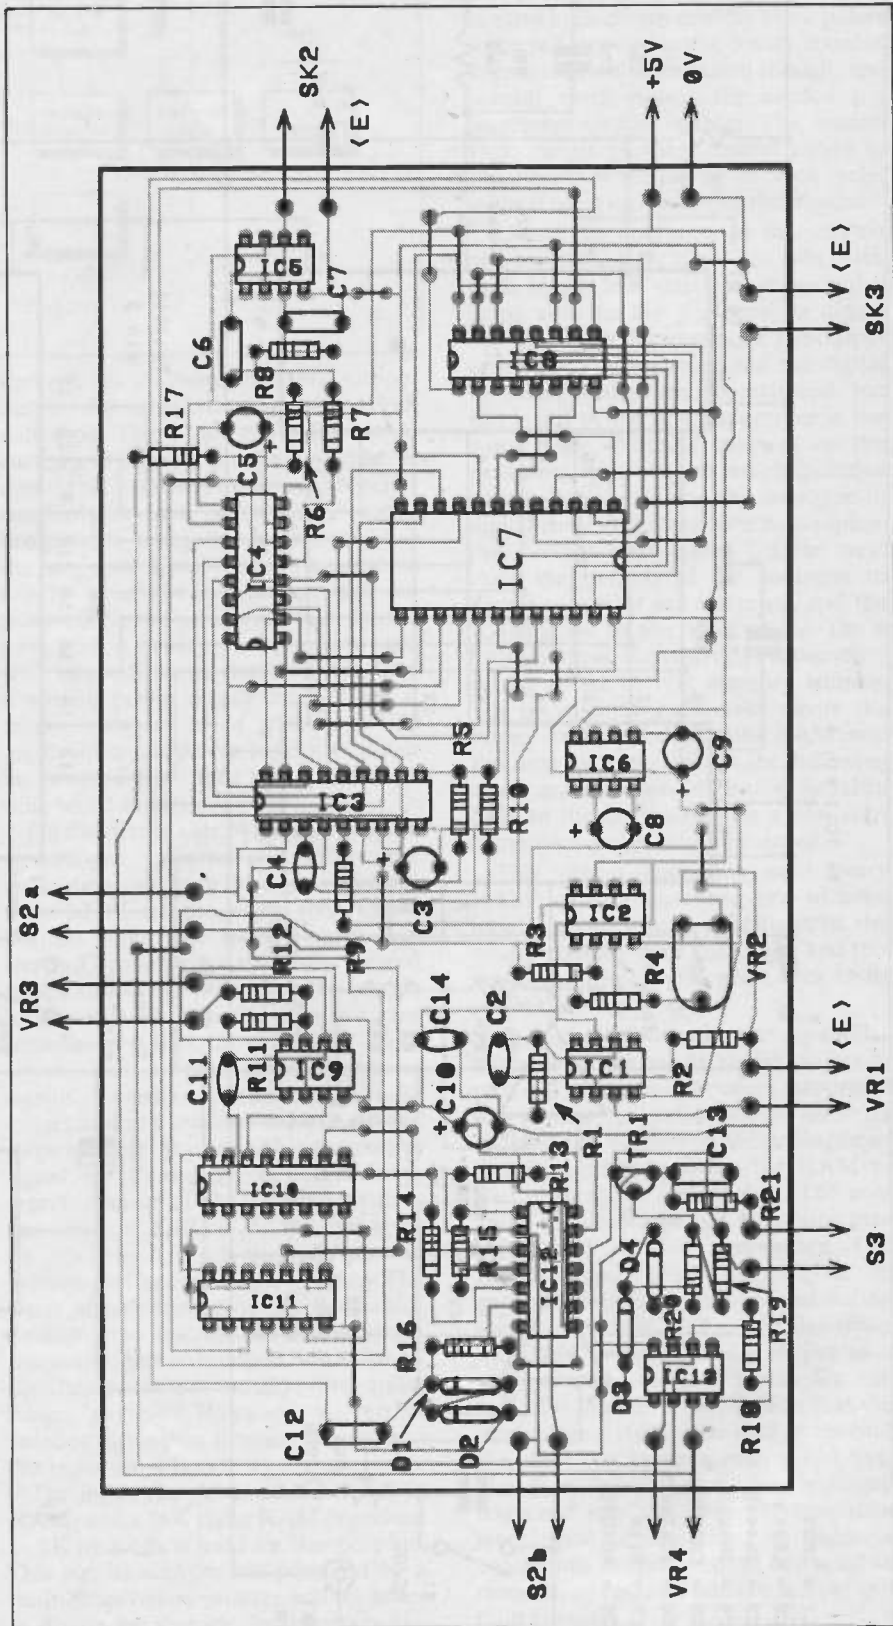 SK2
<E>
+5V
0V
IC5
C7
C6
R8
R17
R7
C5
+
R6
IC8
<E>
SK3
IC4
IC7
R5
IC6
C9
+
IC3
R10
+
C8
S2a
C4
+
C3
R9
R12
VR3
IC2
R3
R4
VR2
C14
C2
C11
R11
IC9
+C10
IC1
R2
<E>
VR1
R1
TR1
C13
IC10
R14
R13
R21
S3
IC11
R15
IC12
D4
R16
R20
R19
C12
D1
D2
D3
IC13
R18
S2b
VR4